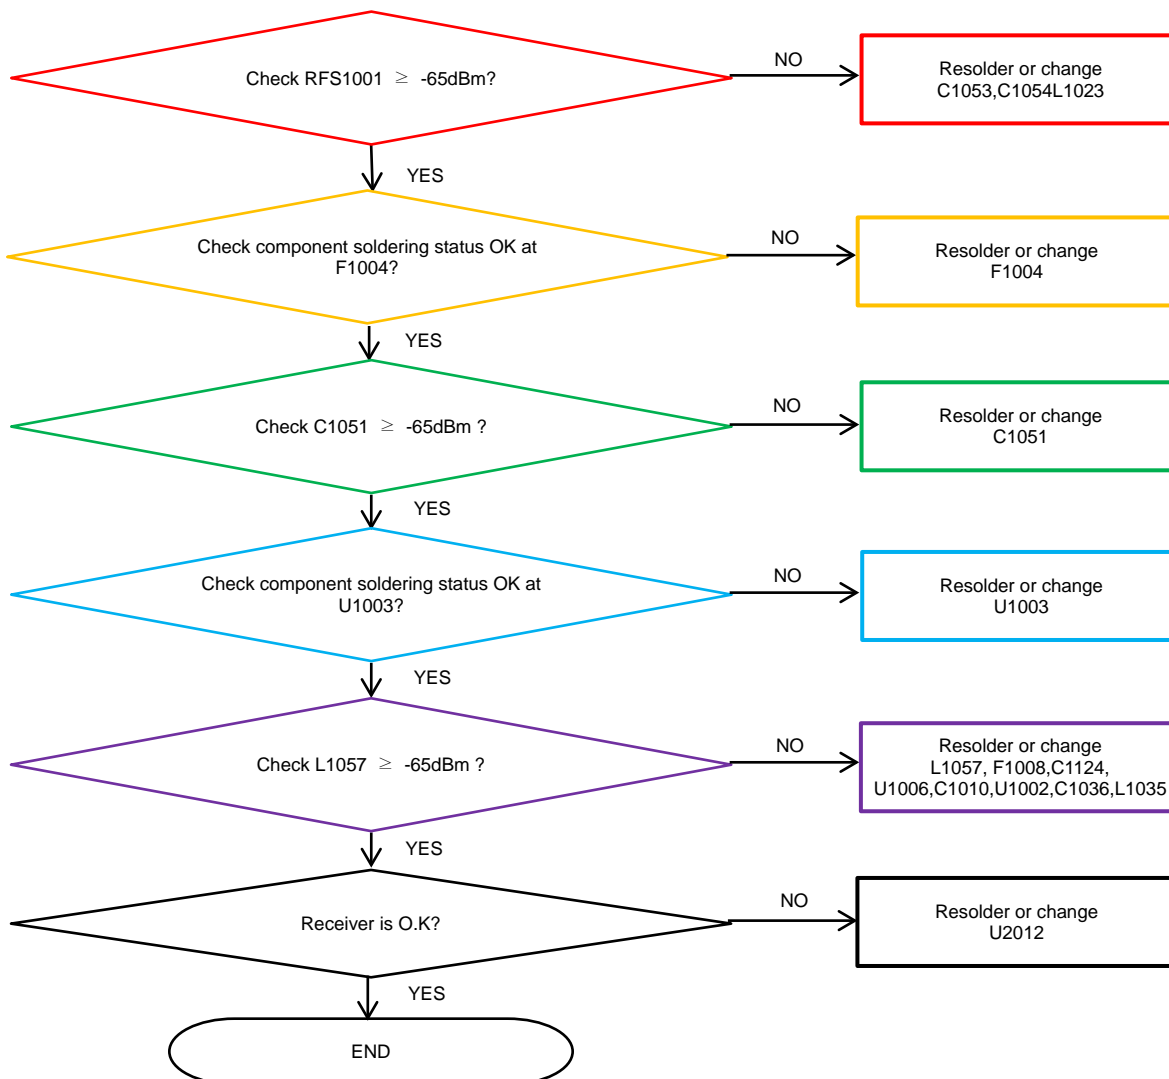 Check RFS1001 ≥ -65dBm?
NO
Resolder or change
C1053,C1054L1023
YES
Check component soldering status OK at
F1004?
NO
Resolder or change
F1004
YES
Check C1051 ≥ -65dBm ?
NO
Resolder or change
C1051
YES
Check component soldering status OK at
U1003?
NO
Resolder or change
U1003
YES
Check L1057 ≥ -65dBm ?
NO
Resolder or change
L1057, F1008,C1124,
U1006,C1010,U1002,C1036,L1035
YES
Receiver is O.K?
NO
Resolder or change
U2012
YES
END